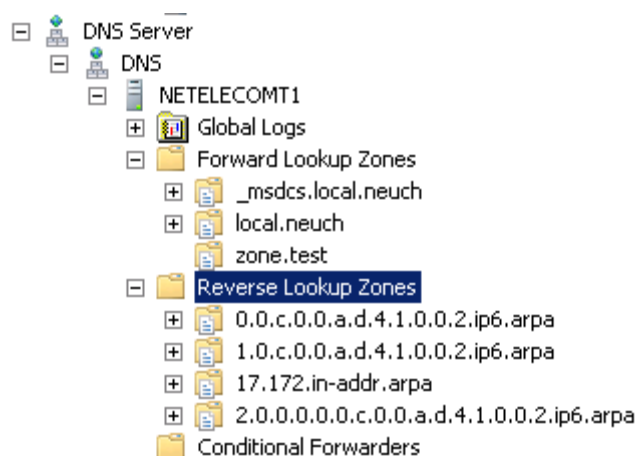 DNS Server
DNS
NETELECOMT1
Global Logs
Forward Lookup Zones
_msdcs.local.neuch
local.neuch
zone.test
Reverse Lookup Zones
0.0.c.0.0.a.d.4.1.0.0.2.ip6.arpa
1.0.c.0.0.a.d.4.1.0.0.2.ip6.arpa
17.172.in-addr.arpa
2.0.0.0.0.0.c.0.0.a.d.4.1.0.0.2.ip6.arpa
Conditional Forwarders